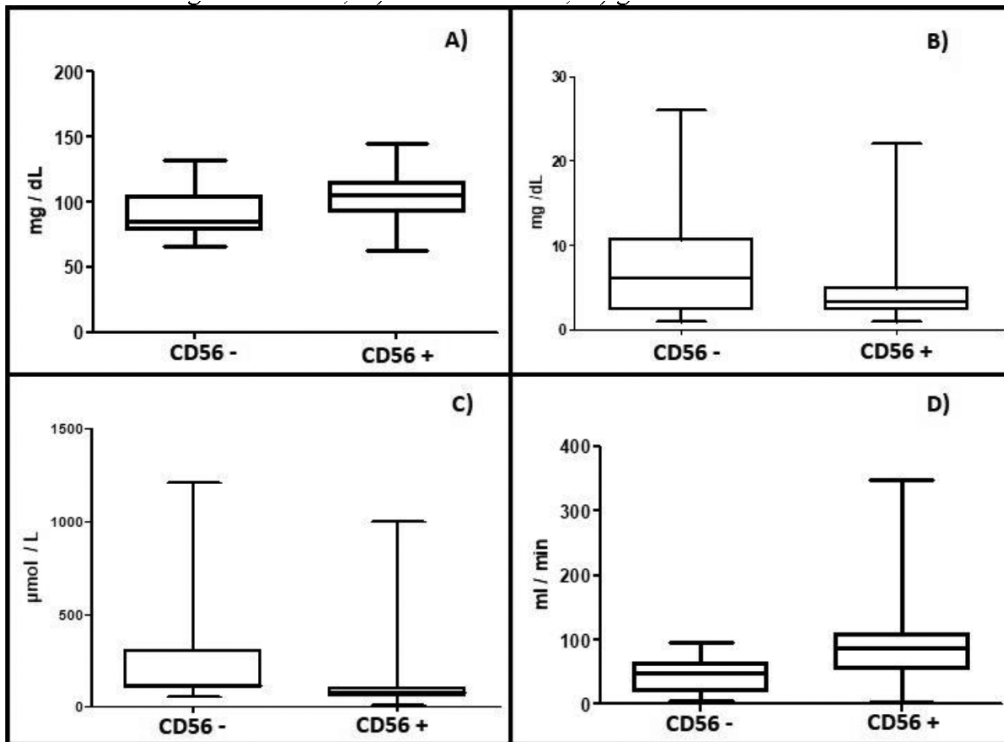 A)
200
150
100
50
0
mg / dL
CD56 -
CD56 +
B)
30
20
10
0
mg /dL
CD56 -
CD56 +
C)
1500
1000
500
0
µmol / L
CD56 -
CD56 +
D)
400
300
200
100
0
ml / min
CD56 -
CD56 +